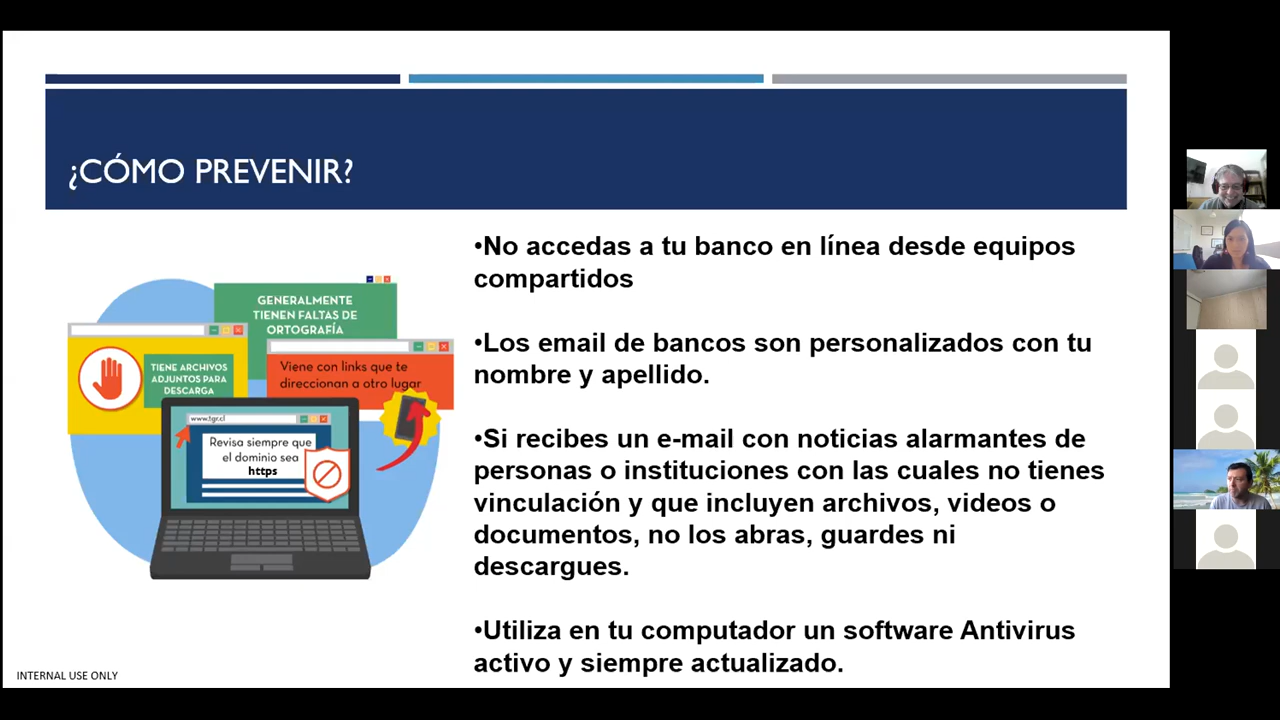 ¿CÓMO PREVENIR?
GENERALMENTE
TIENEN FALTAS DE
ORTOGRAFÍA
TIENE ARCHIVOS
ADJUNTOS PARA
DESCARGA
Viene con links que te
direccionan a otro lugar
www.tgr.cl
Revisa siempre que
el dominio sea
https
•No accedas a tu banco en línea desde equipos
compartidos
•Los email de bancos son personalizados con tu
nombre y apellido.
•Si recibes un e-mail con noticias alarmantes de
personas o instituciones con las cuales no tienes
vinculación y que incluyen archivos, videos o
documentos, no los abras, guardes ni
descargues.
•Utiliza en tu computador un software Antivirus
activo y siempre actualizado.
INTERNAL USE ONLY